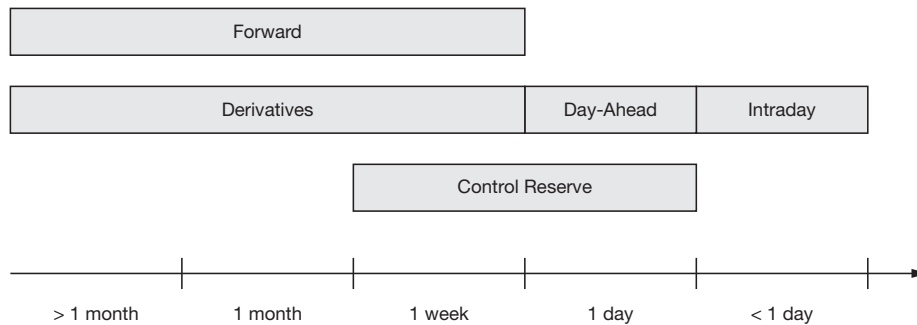 Forward
Derivatives Day-Ahead Intraday
Control Reserve
> 1 month 1 month 1 week 1 day < 1 day